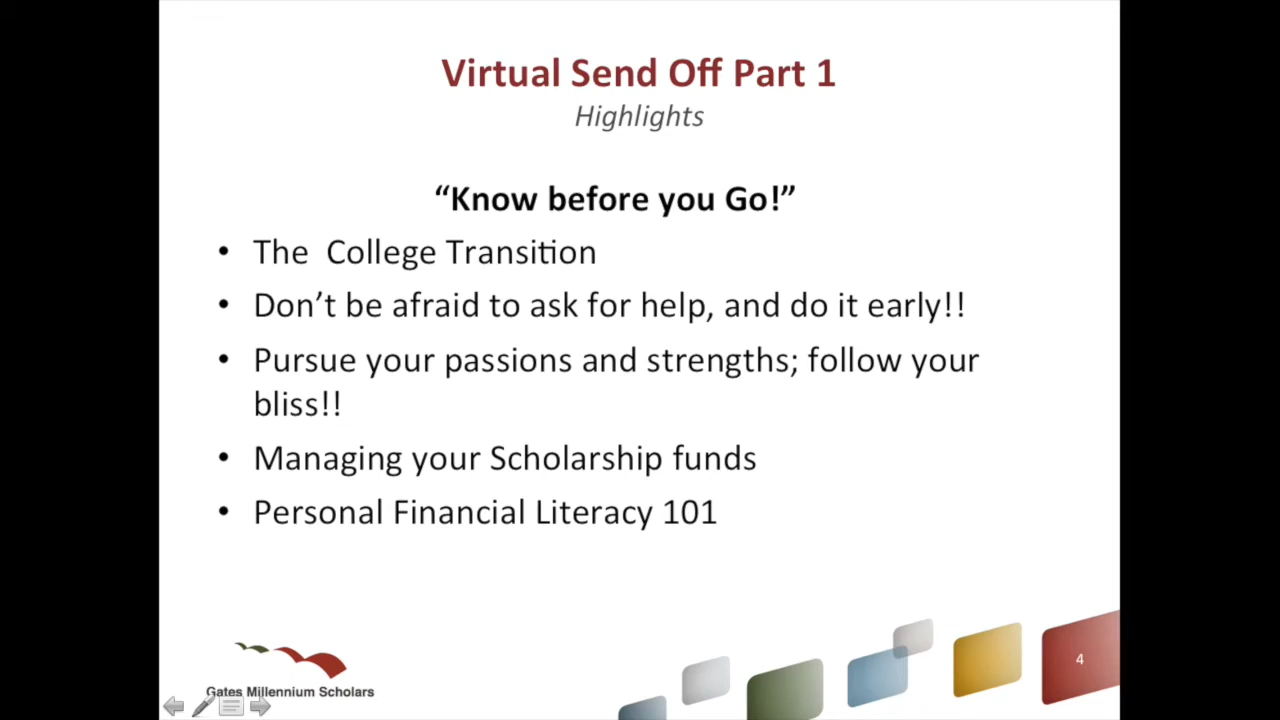 Virtual Send Off Part 1
Highlights
“Know before you Go!”
• The  College Transition
• Don’t be afraid to ask for help, and do it early!!
• Pursue your passions and strengths; follow your
bliss!!
• Managing your Scholarship funds
• Personal Financial Literacy 101
Gates Millennium Scholars
4